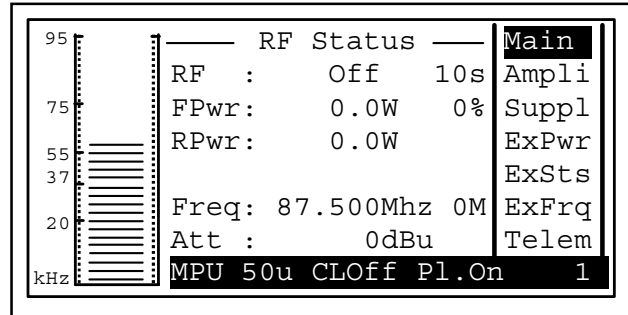 95
75
55
37
20
kHz
RF Status
RF : Off 10s
FPwr: 0.0W 0%
RPwr: 0.0W
Freq: 87.500Mhz 0M
Att : 0dBu
MPU 50u CLOff Pl.On 1
Main
Ampli
Suppl
ExPwr
ExSts
ExFrq
Telem